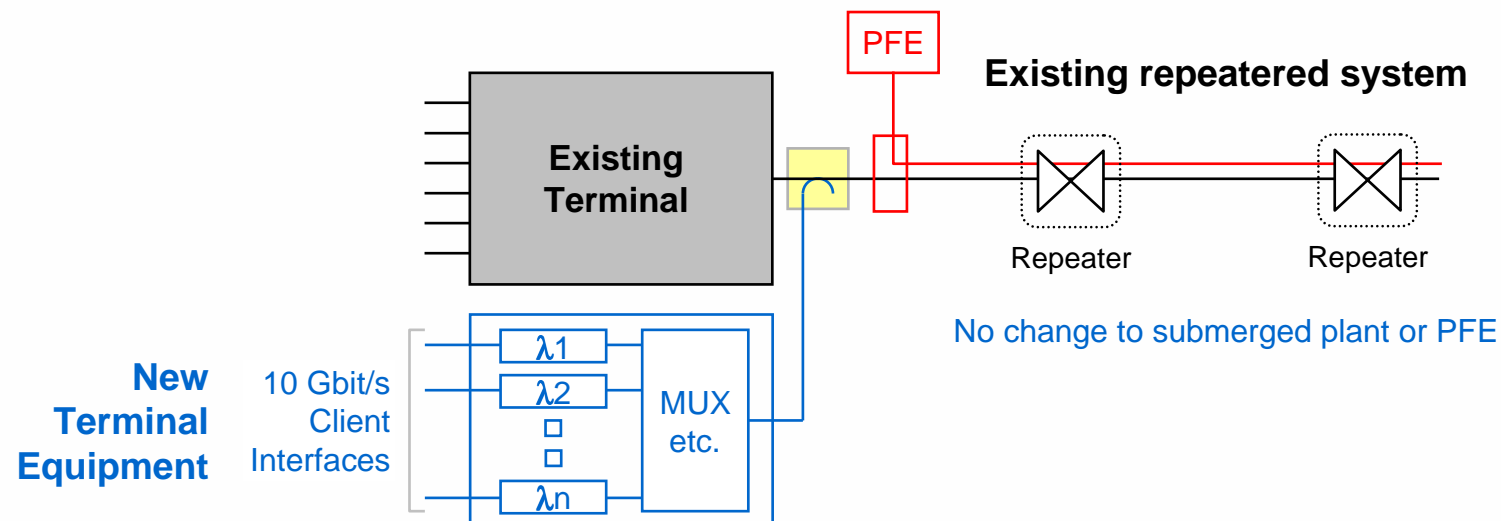 PFE
Existing repeatered system
Existing
Terminal
Repeater
Repeater
No change to submerged plant or PFE
New
Terminal
Equipment
10 Gbit/s
Client
Interfaces
λ1
λ2
λn
MUX
etc.